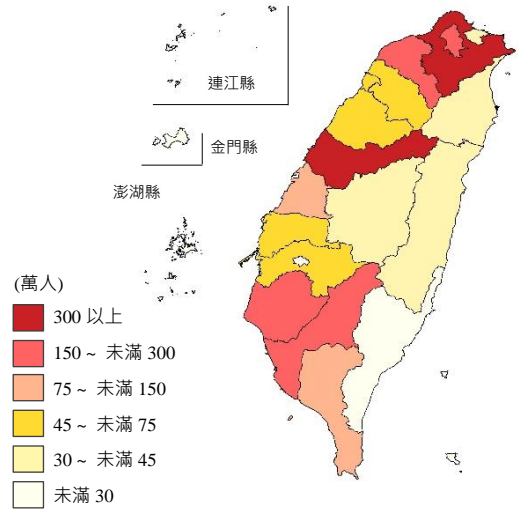 連江縣
金門縣
澎湖縣
(萬人)
300 以上
150 ~ 未滿 300
75 ~ 未滿 150
45 ~ 未滿 75
30 ~ 未滿 45
未滿 30